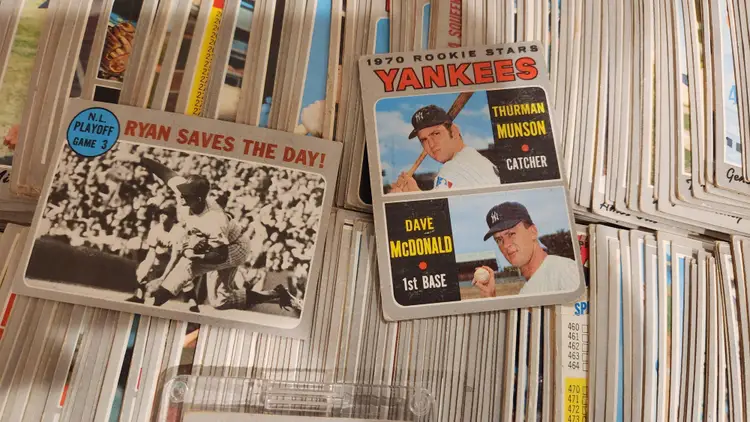 N.L.
PLAYOFF
GAME 3
RYAN SAVES THE DAY!
1970 ROOKIE STARS
YANKEES
THURMAN
MUNSON
CATCHER
DAVE
McDONALD
1st BASE
460
461
463
464
470
471
472
473